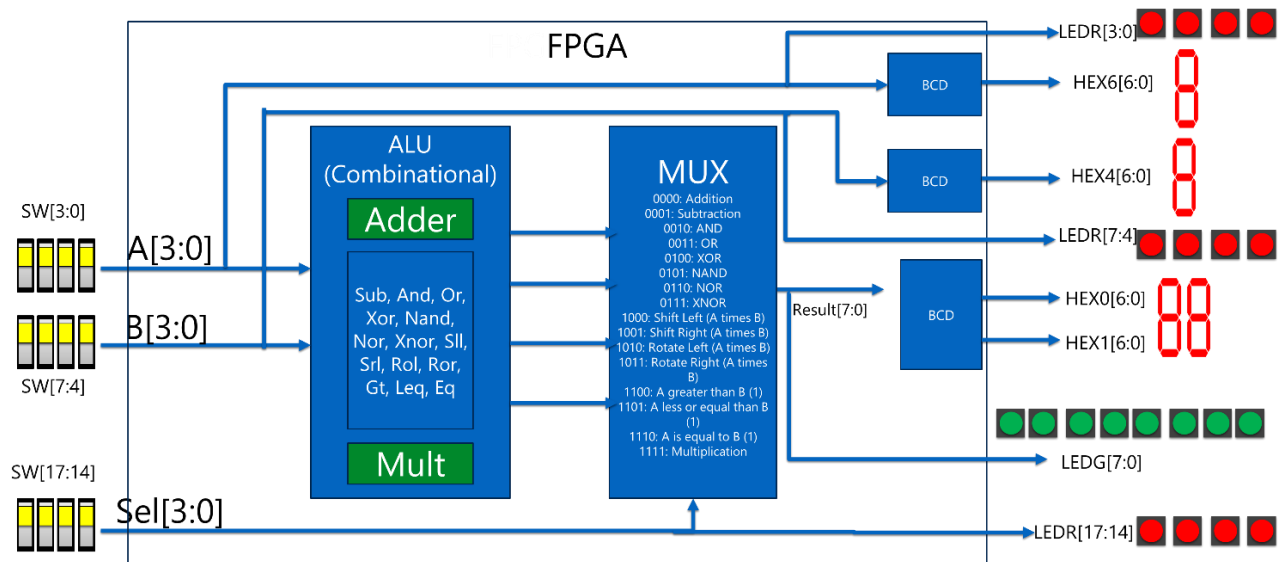 FPGA
LEDR[3:0]
BCD
HEX6[6:0]
ALU
(Combinational)
Adder
Sub, And, Or,
Xor, Nand,
Nor, Xnor, Sll,
Srl, Rol, Ror,
Gt, Leq, Eq
Mult
MUX
0000: Addition
0001: Subtraction
0010: AND
0011: OR
0100: XOR
0101: NAND
0110: NOR
0111: XNOR
1000: Shift Left (A times B)
1001: Shift Right (A times B)
1010: Rotate Left (A times B)
1011: Rotate Right (A times
B)
1100: A greater than B (1)
1101: A less or equal than B
(1)
1110: A is equal to B (1)
1111: Multiplication
BCD
HEX4[6:0]
SW[3:0]
A[3:0]
LEDR[7:4]
B[3:0]
SW[7:4]
Result[7:0]
BCD
HEX0[6:0]
HEX1[6:0]
LEDG[7:0]
SW[17:14]
Sel[3:0]
LEDR[17:14]